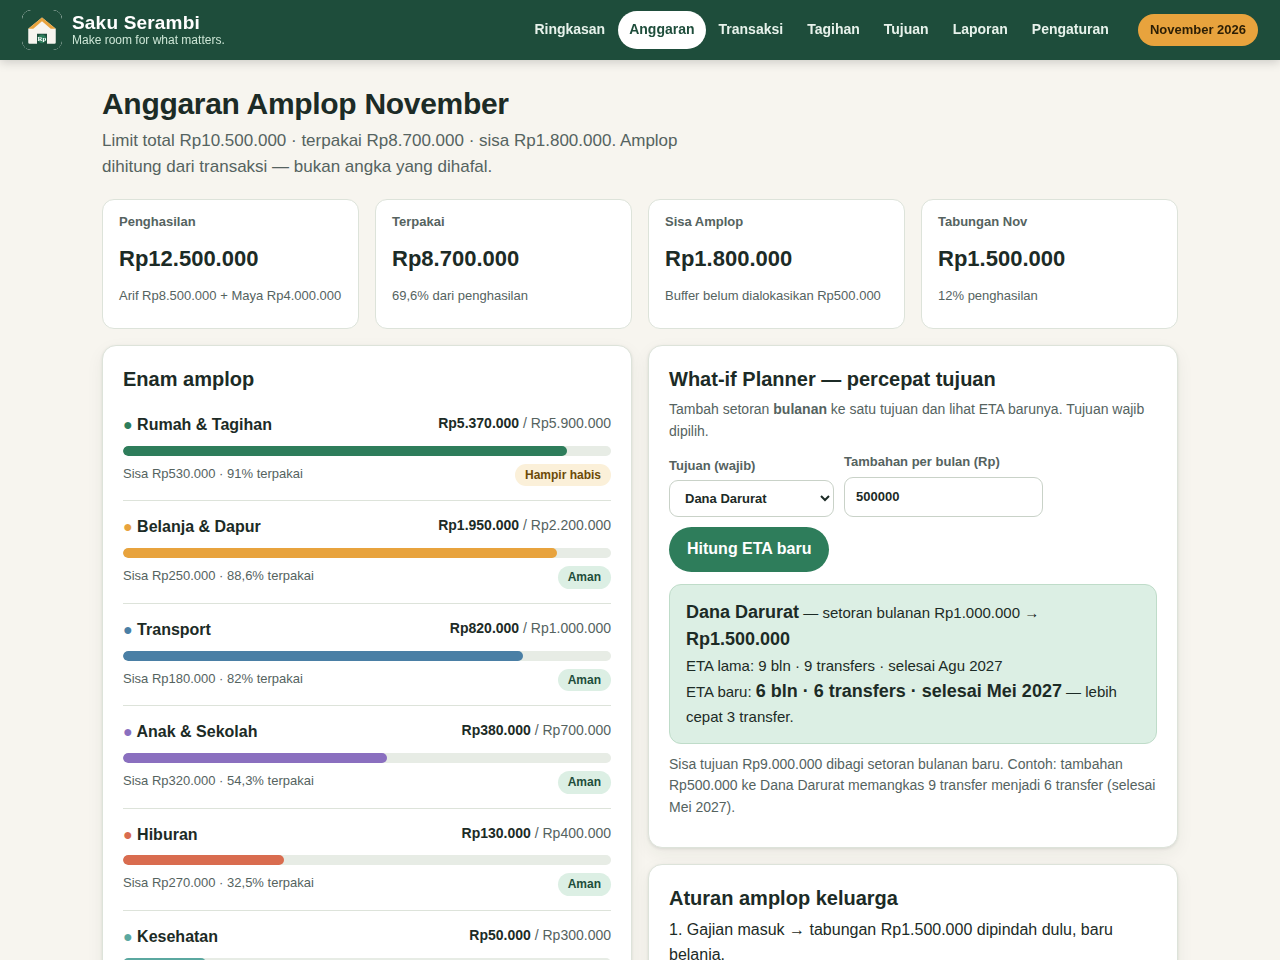 Rp
Saku Serambi
Make room for what matters.
Ringkasan
Anggaran
Transaksi
Tagihan
Tujuan
Laporan
Pengaturan
November 2026
Anggaran Amplop November
Limit total Rp10.500.000 · terpakai Rp8.700.000 · sisa Rp1.800.000. Amplop
dihitung dari transaksi — bukan angka yang dihafal.
Penghasilan
Rp12.500.000
Arif Rp8.500.000 + Maya Rp4.000.000
Terpakai
Rp8.700.000
69,6% dari penghasilan
Sisa Amplop
Rp1.800.000
Buffer belum dialokasikan Rp500.000
Tabungan Nov
Rp1.500.000
12% penghasilan
Enam amplop
Rumah & Tagihan
Rp5.370.000 / Rp5.900.000
Sisa Rp530.000 · 91% terpakai
Hampir habis
Belanja & Dapur
Rp1.950.000 / Rp2.200.000
Sisa Rp250.000 · 88,6% terpakai
Aman
Transport
Rp820.000 / Rp1.000.000
Sisa Rp180.000 · 82% terpakai
Aman
Anak & Sekolah
Rp380.000 / Rp700.000
Sisa Rp320.000 · 54,3% terpakai
Aman
Hiburan
Rp130.000 / Rp400.000
Sisa Rp270.000 · 32,5% terpakai
Aman
Kesehatan
Rp50.000 / Rp300.000
What-if Planner — percepat tujuan
Tambah setoran bulanan ke satu tujuan dan lihat ETA barunya. Tujuan wajib
dipilih.
Tujuan (wajib)
Dana Darurat
Tambahan per bulan (Rp)
500000
Hitung ETA baru
Dana Darurat — setoran bulanan Rp1.000.000 →
Rp1.500.000
ETA lama: 9 bln · 9 transfers · selesai Agu 2027
ETA baru: 6 bln · 6 transfers · selesai Mei 2027 — lebih
cepat 3 transfer.
Sisa tujuan Rp9.000.000 dibagi setoran bulanan baru. Contoh: tambahan
Rp500.000 ke Dana Darurat memangkas 9 transfer menjadi 6 transfer (selesai
Mei 2027).
Aturan amplop keluarga
1. Gajian masuk → tabungan Rp1.500.000 dipindah dulu, baru
belanja.